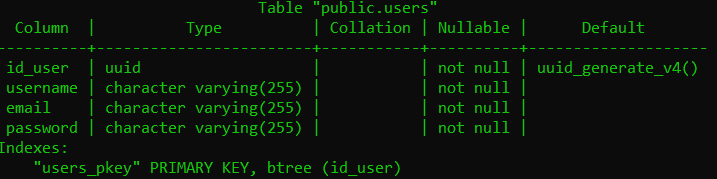 Table "public.users"
  Column  |          Type          | Collation | Nullable |      Default
----------+------------------------+-----------+----------+--------------------
 id_user  | uuid                   |           | not null | uuid_generate_v4()
 username | character varying(255) |           | not null |
 email    | character varying(255) |           | not null |
 password | character varying(255) |           | not null |
Indexes:
    "users_pkey" PRIMARY KEY, btree (id_user)